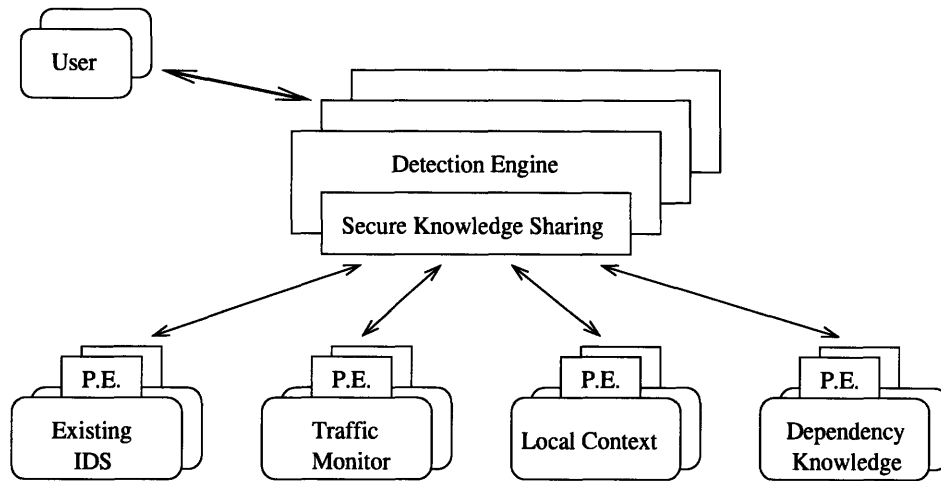 User
Detection Engine
Secure Knowledge Sharing
P.E.
P.E.
P.E.
P.E.
Existing
IDS
Traffic
Monitor
Local Context
Dependency
Knowledge